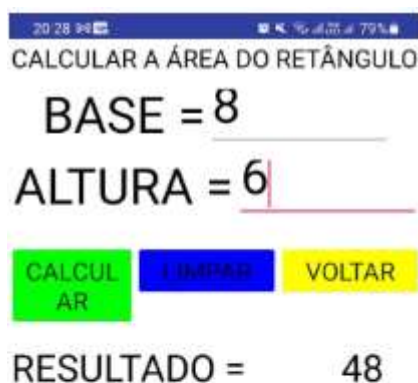 20:28
79%
CALCULAR A ÁREA DO RETÂNGULO
BASE = 8
ALTURA = 6
CALCUL
AR
LIMPAR
VOLTAR
RESULTADO = 48